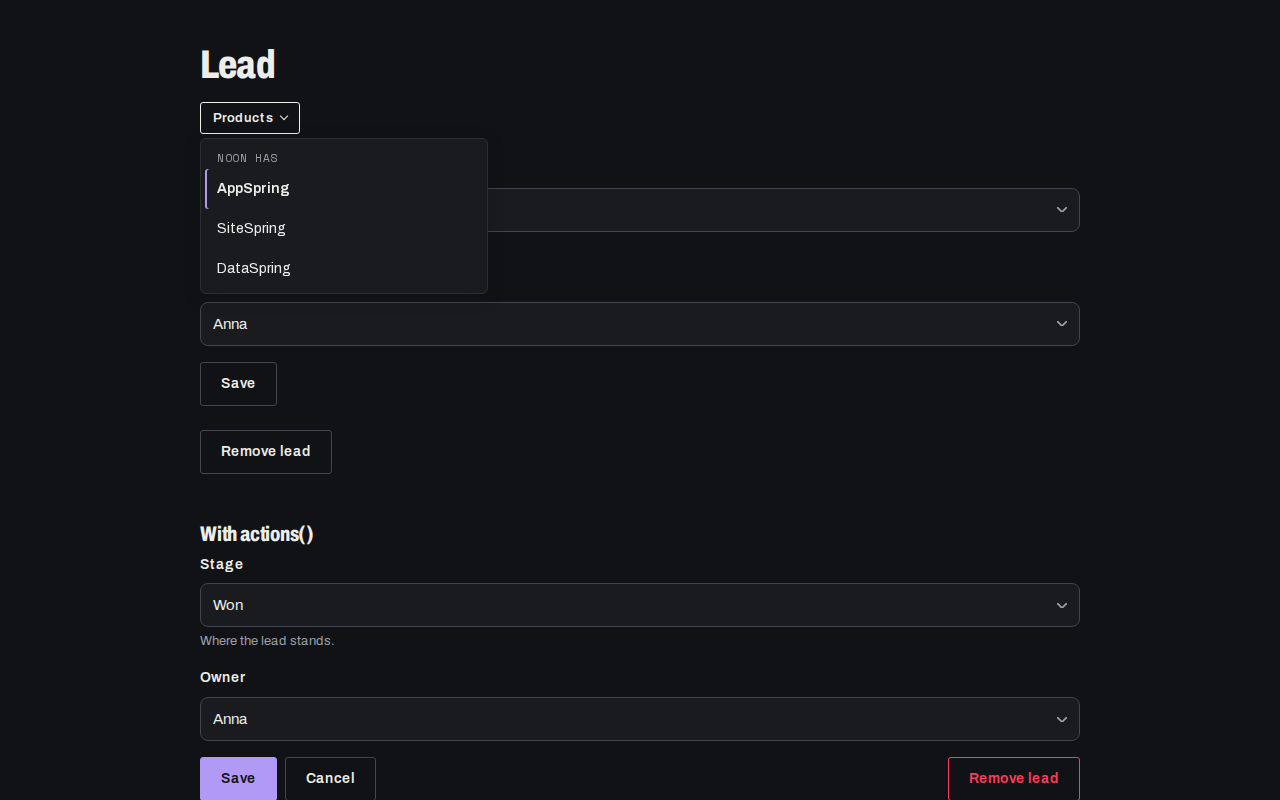 Lead
Products
NOON HAS
AppSpring
SiteSpring
DataSpring
Anna
Save
Remove lead
With actions()
Stage
Won
Where the lead stands.
Owner
Anna
Save Cancel Remove lead